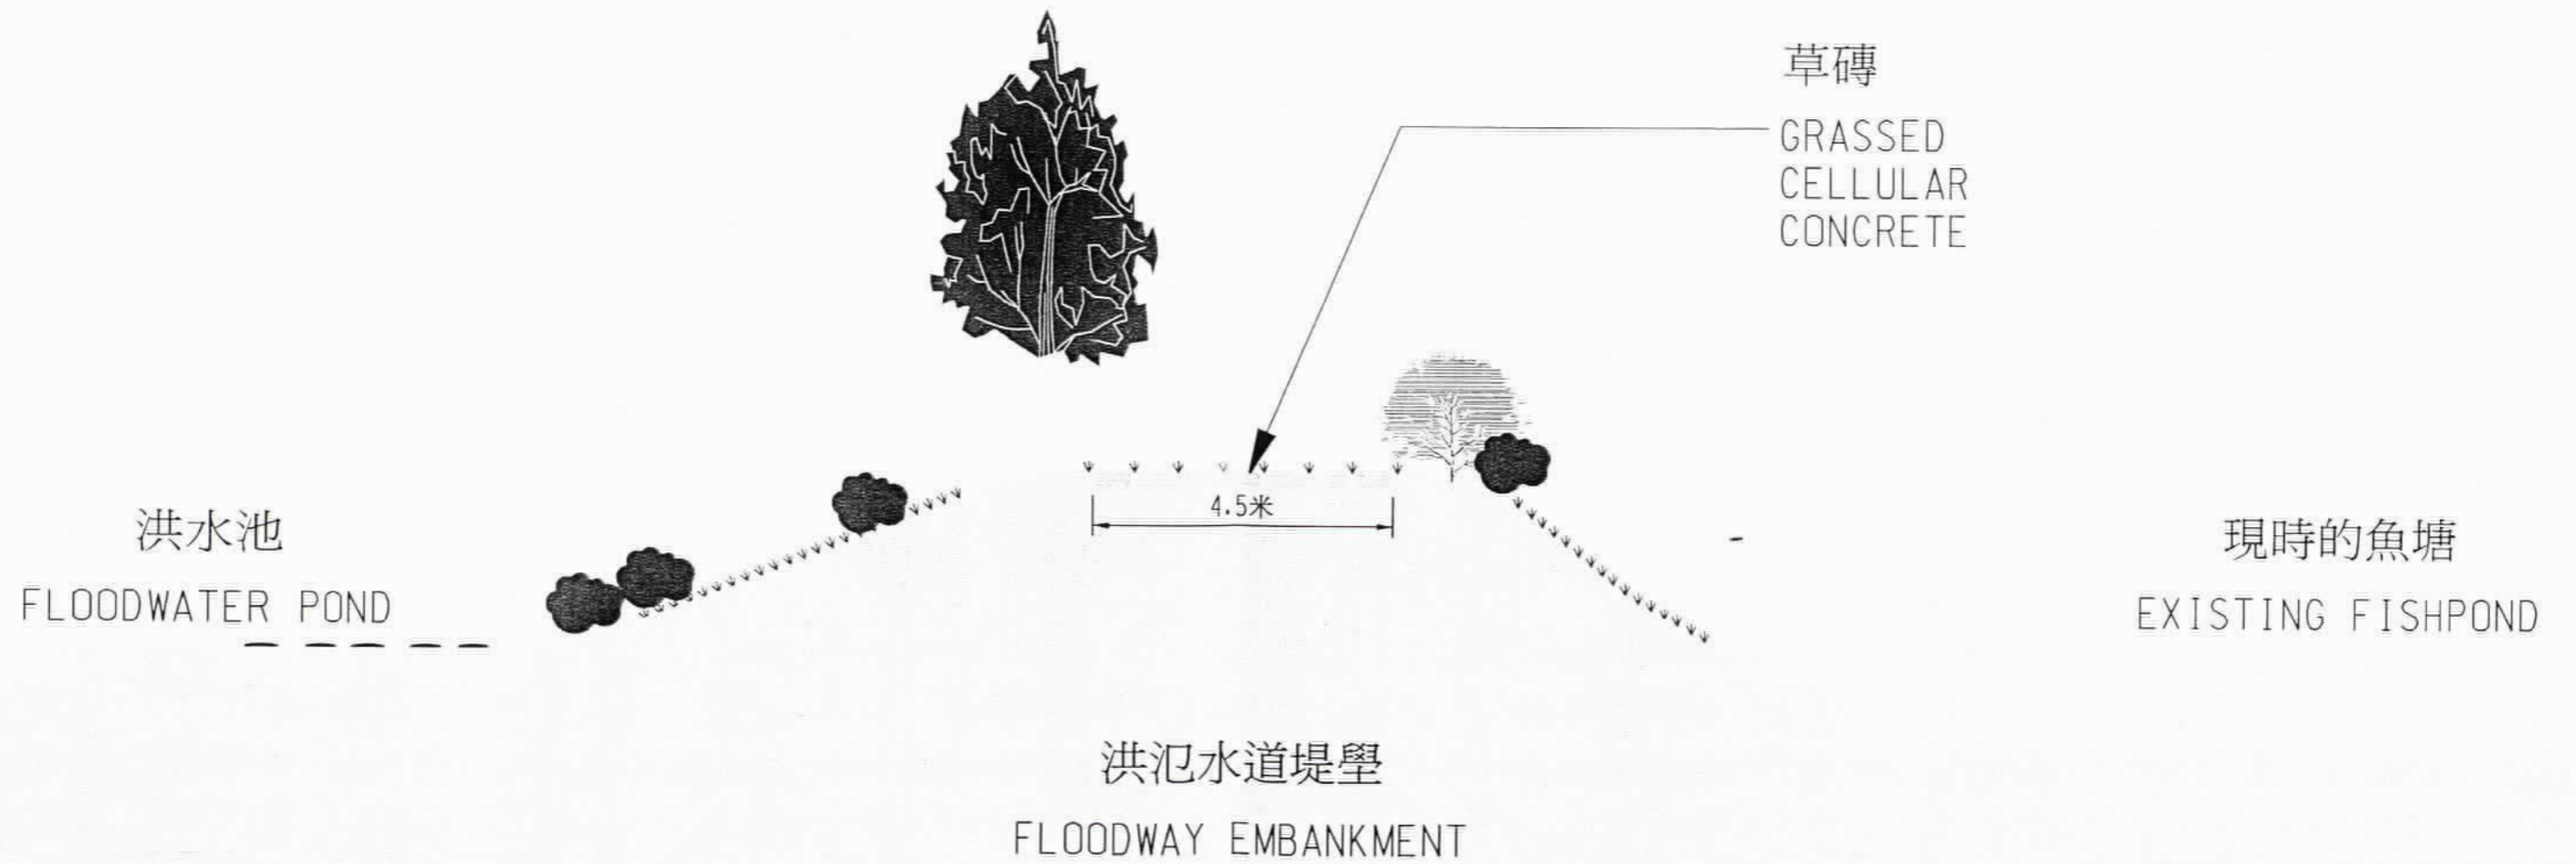 草磚
GRASSED
CELLULAR
CONCRETE
4.5米
洪水池
FLOODWATER POND
現時的魚塘
EXISTING FISHPOND
洪氾水道堤壆
FLOODWAY EMBANKMENT